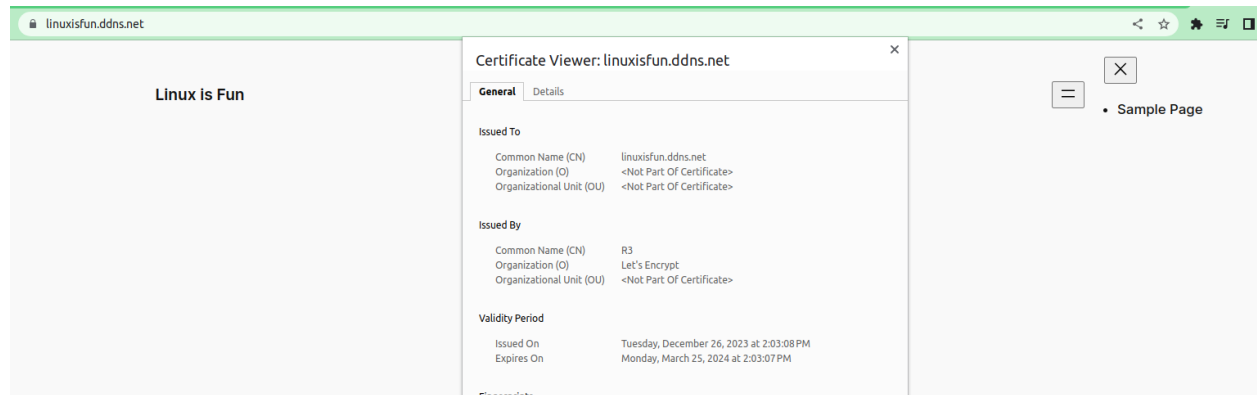 linuxisfun.ddns.net
Certificate Viewer: linuxisfun.ddns.net
Linux is Fun
General Details
Sample Page
Issued To
Common Name (CN) linuxisfun.ddns.net
Organization (O) <Not Part Of Certificate>
Organizational Unit (OU) <Not Part Of Certificate>
Issued By
Common Name (CN) R3
Organization (O) Let's Encrypt
Organizational Unit (OU) <Not Part Of Certificate>
Validity Period
Issued On Tuesday, December 26, 2023 at 2:03:08 PM
Expires On Monday, March 25, 2024 at 2:03:07 PM